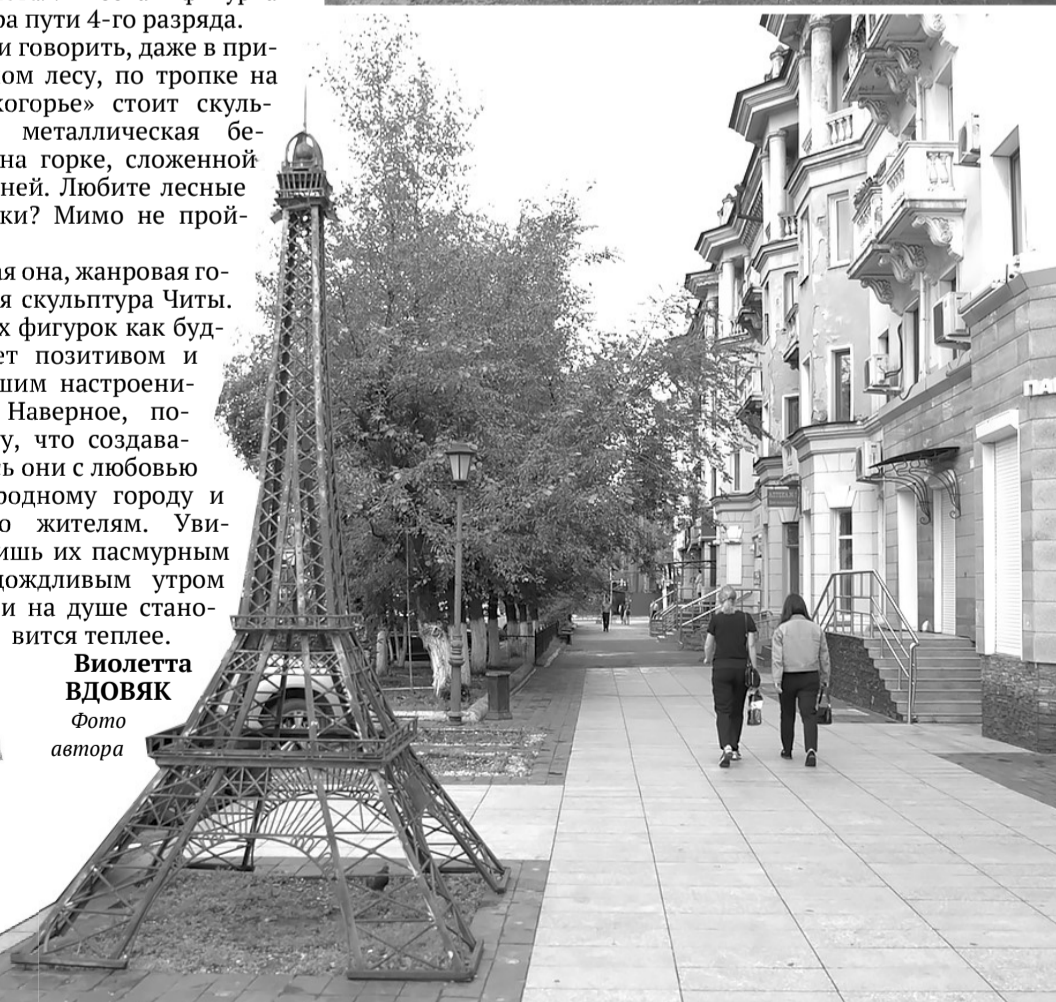 ра пути 4-го разряда.
и говорить, даже в при-
ом лесу, по тропке на
когорье» стоит скуль-
металлическая бе-
на горке, сложенной
ней. Любите лесные
ки? Мимо не прой-
ая она, жанровая го-
я скульптура Читы.
х фигурок как буд-
ет позитивом и
шим настроени-
Наверное, по-
у, что создава-
сь они с любовью
родному городу и
о жителям. Уви-
ишь их пасмурным
дождливым утром
и на душе стано-
вится теплее.
Виолетта
ВДОВЯК
Фото
автора
АПТЕКА